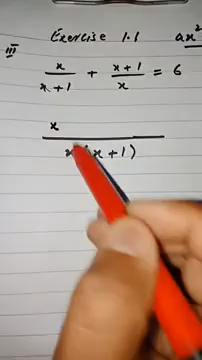 Exercise 1.1 ax²
III
x/x+1 + x+1/x = 6
x/x(x+1)